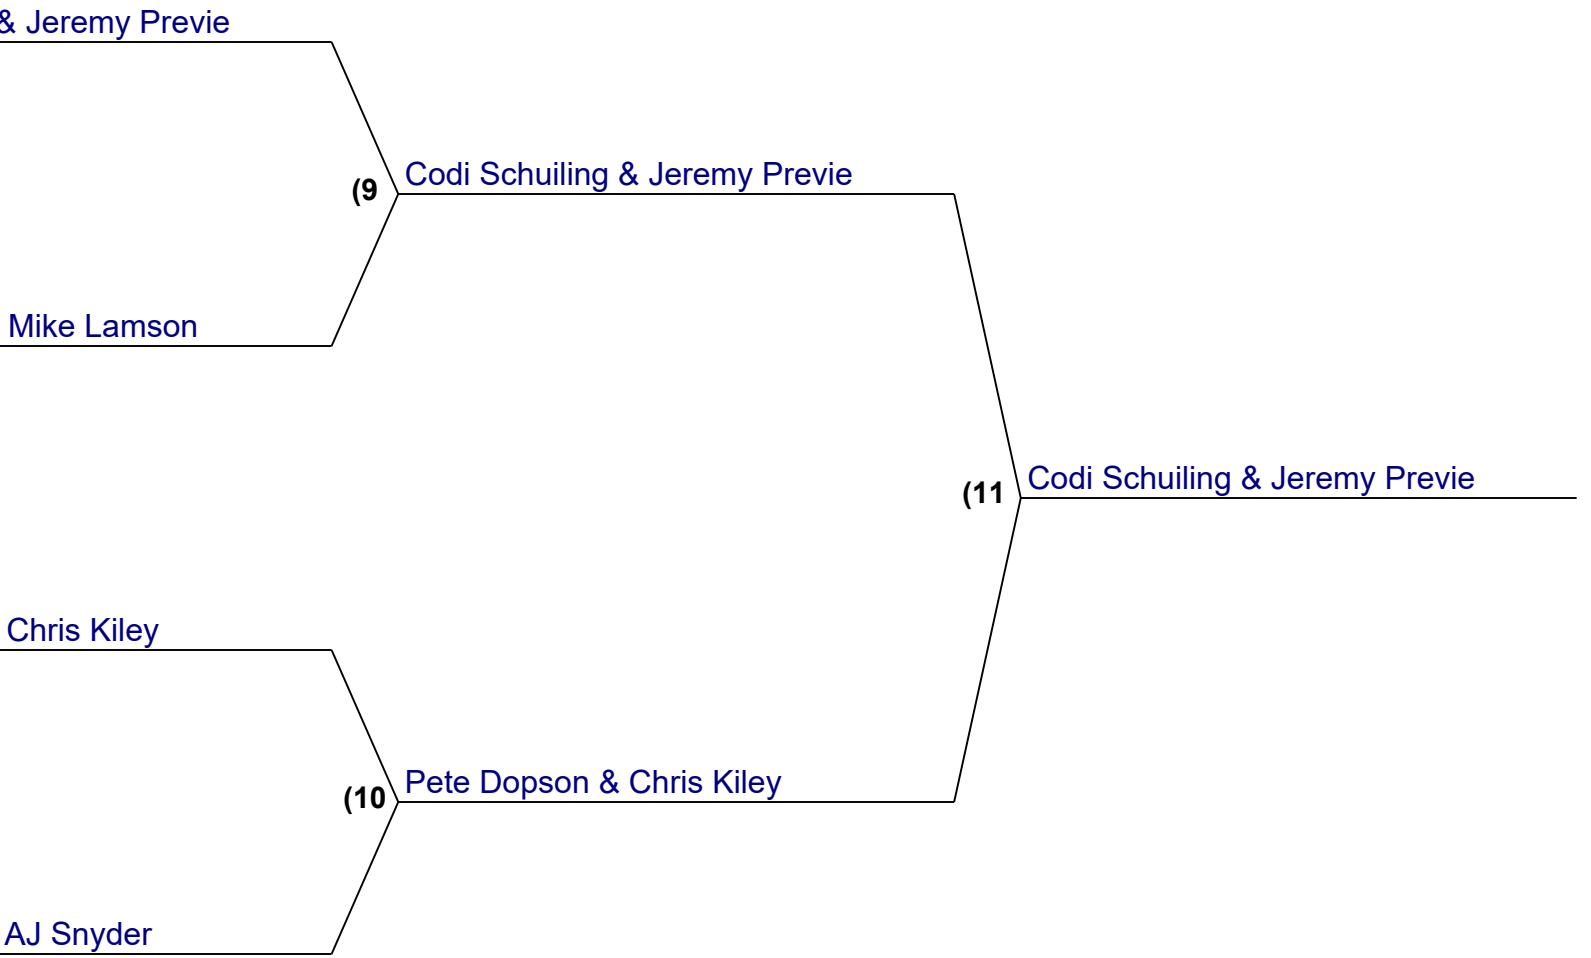 & Jeremy Previe
Codi Schuiling & Jeremy Previe
(9
Mike Lamson
Codi Schuiling & Jeremy Previe
(11
Chris Kiley
Pete Dopson & Chris Kiley
(10
AJ Snyder